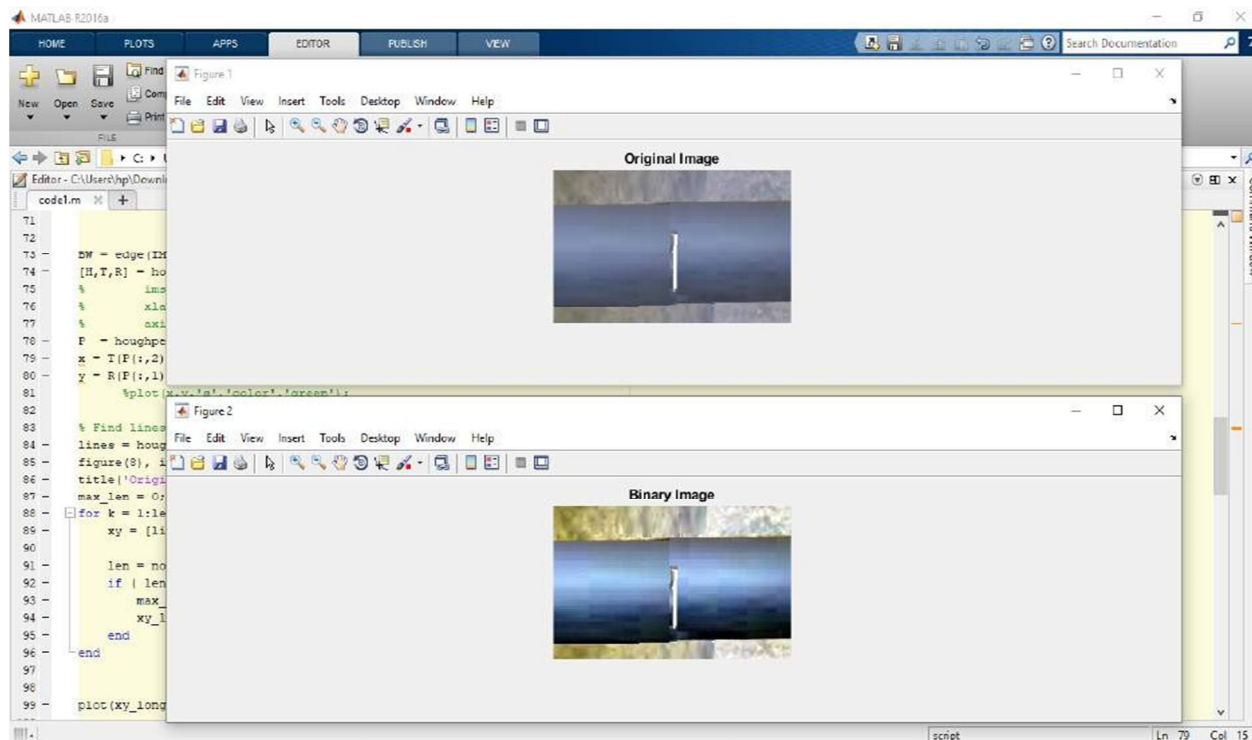 MATLAB R2016a
HOME PLOTS APPS EDITOR PUBLISH VIEW
Search Documentation
New Open Save
Find
Print
FILE
C:
Editor - C:\Users\hp\Downl
code1.m
Figure 1
File Edit View Insert Tools Desktop Window Help
Original Image
71
72
73 BW = edge(IM
74 [H,T,R] = ho
75 % ims
76 % xla
77 % axi
78 P = houghpe
79 x = T(P(:,2)
80 y = R(P(:,1)
81 %plot(x,y,'s','color','green');
82
83 % Find lines
84 lines = houg
85 figure(8), i
86 title('Origi
87 max_len = 0;
88 for k = 1:le
89 xy = [li
90
91 len = no
92 if ( len
93 max_
94 xy_l
95 end
96 end
97
98
99 plot(xy_long
Figure 2
File Edit View Insert Tools Desktop Window Help
Binary Image
script Ln 79 Col 15